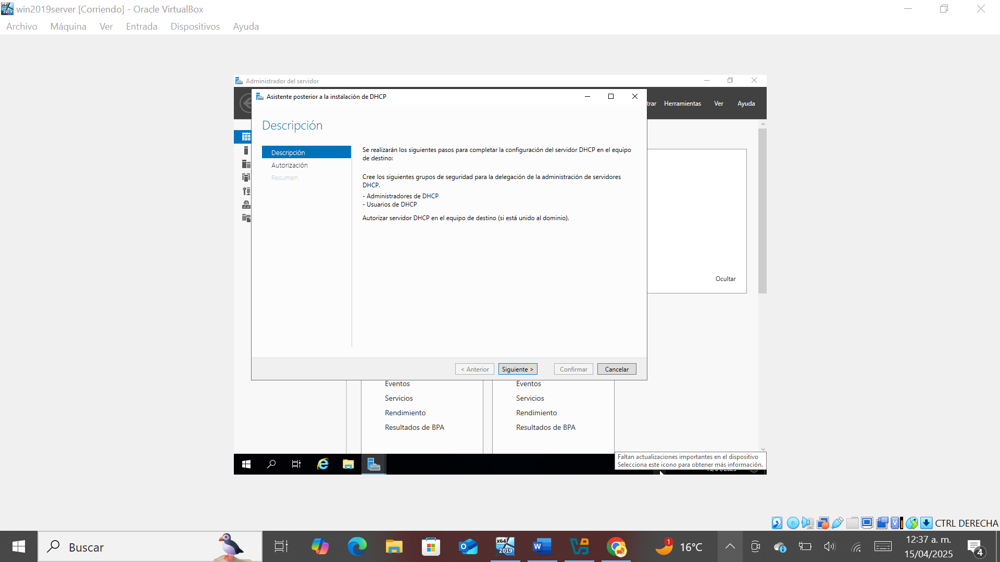 win2019server [Corriendo] - Oracle VirtualBox
Archivo Máquina Ver Entrada Dispositivos Ayuda
Administrador del servidor
Asistente posterior a la instalación de DHCP
trar Herramientas Ver Ayuda
Descripción
Descripción
Autorización
Resumen
Se realizarán los siguientes pasos para completar la configuración del servidor DHCP en el equipo
de destino:
Cree los siguientes grupos de seguridad para la delegación de la administración de servidores
DHCP.
- Administradores de DHCP
- Usuarios de DHCP
Autorizar servidor DHCP en el equipo de destino (si está unido al dominio).
Ocultar
< Anterior Siguiente > Confirmar Cancelar
Eventos
Servicios
Rendimiento
Resultados de BPA
Eventos
Servicios
Rendimiento
Resultados de BPA
Faltan actualizaciones importantes en el dispositivo
Selecciona este icono para obtener más información.
CTRL DERECHA
Buscar
x64
2019
1
16°C
12:37 a. m.
15/04/2025
4